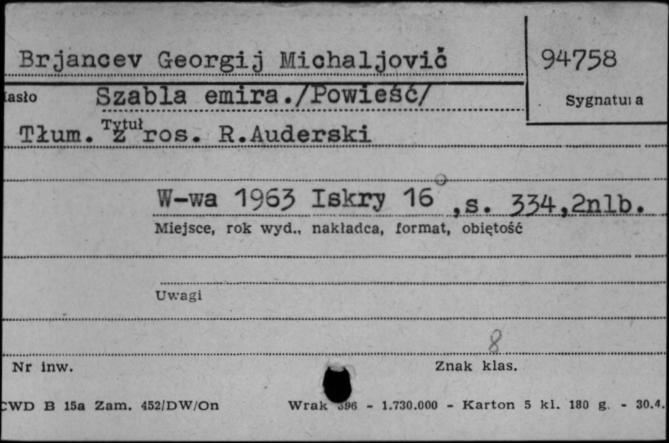 Brjancev Georgij Michaljovič
94758
asło Szabla emira./Powieść/
Sygnatura
Tytuł
Tłum. z ros. R.Auderski
W-wa 1963 Iskry 16° ,s. 334,2nlb.
Miejsce, rok wyd., nakładca, format, objętość
Uwagi
8
Nr inw.
Znak klas.
CWD B 15a Zam. 452/DW/On Wrak 396 - 1.730.000 - Karton 5 kl. 180 g. - 30.4.